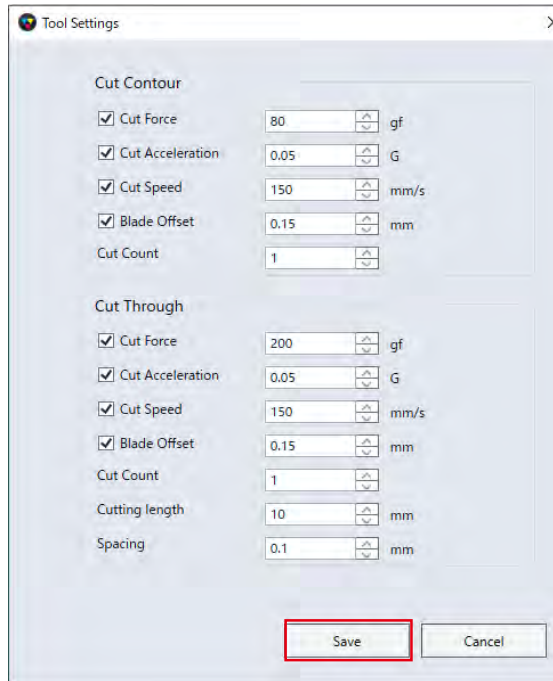 Tool Settings
Cut Contour
Cut Force 80 gf
Cut Acceleration 0.05 G
Cut Speed 150 mm/s
Blade Offset 0.15 mm
Cut Count 1
Cut Through
Cut Force 200 gf
Cut Acceleration 0.05 G
Cut Speed 150 mm/s
Blade Offset 0.15 mm
Cut Count 1
Cutting length 10 mm
Spacing 0.1 mm
Save Cancel